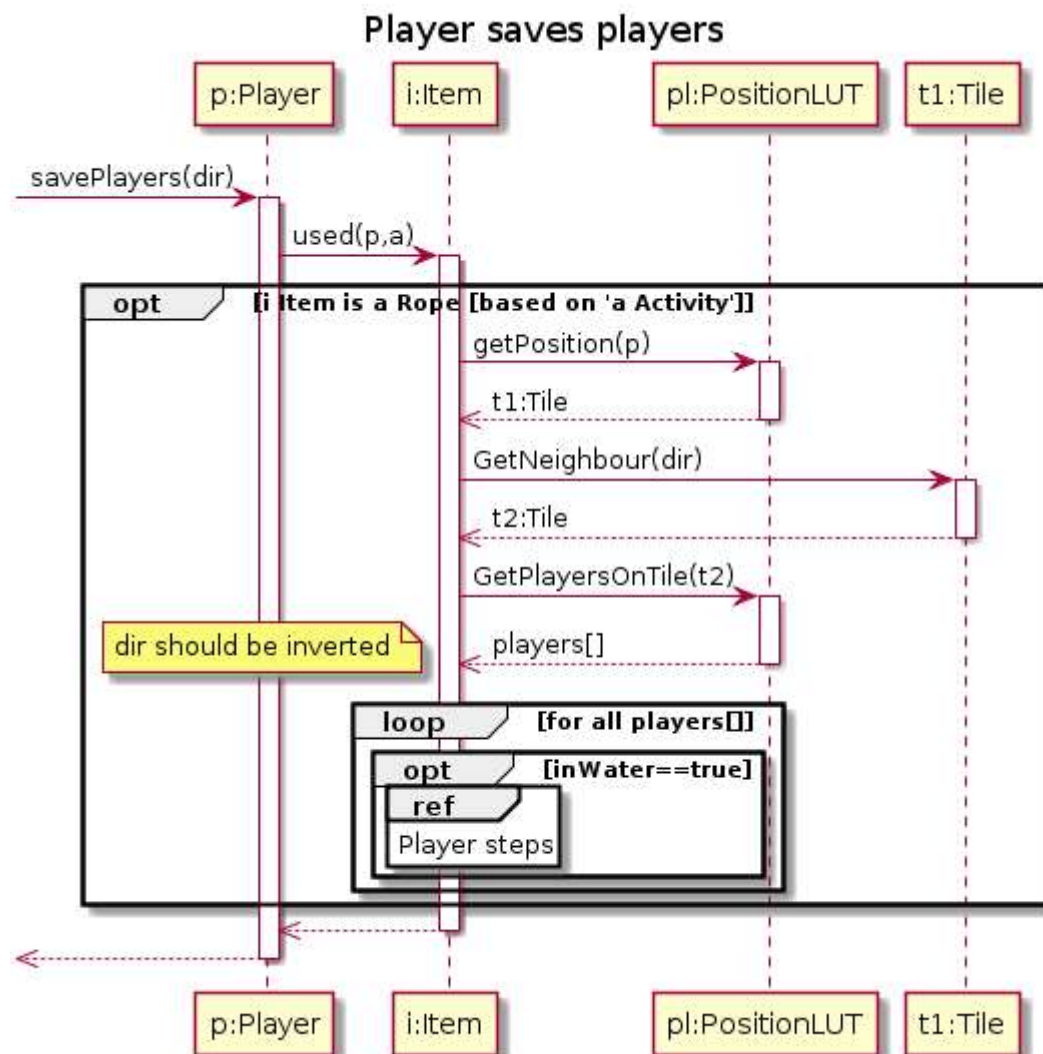 Player saves players
p:Player
i:Item
pl:PositionLUT
t1:Tile
savePlayers(dir)
used(p,a)
opt [i Item is a Rope [based on 'a Activity']]
getPosition(p)
t1:Tile
GetNeighbour(dir)
t2:Tile
GetPlayersOnTile(t2)
dir should be inverted
players[]
loop [for all players[]]
opt [inWater==true]
ref
Player steps
p:Player
i:Item
pl:PositionLUT
t1:Tile